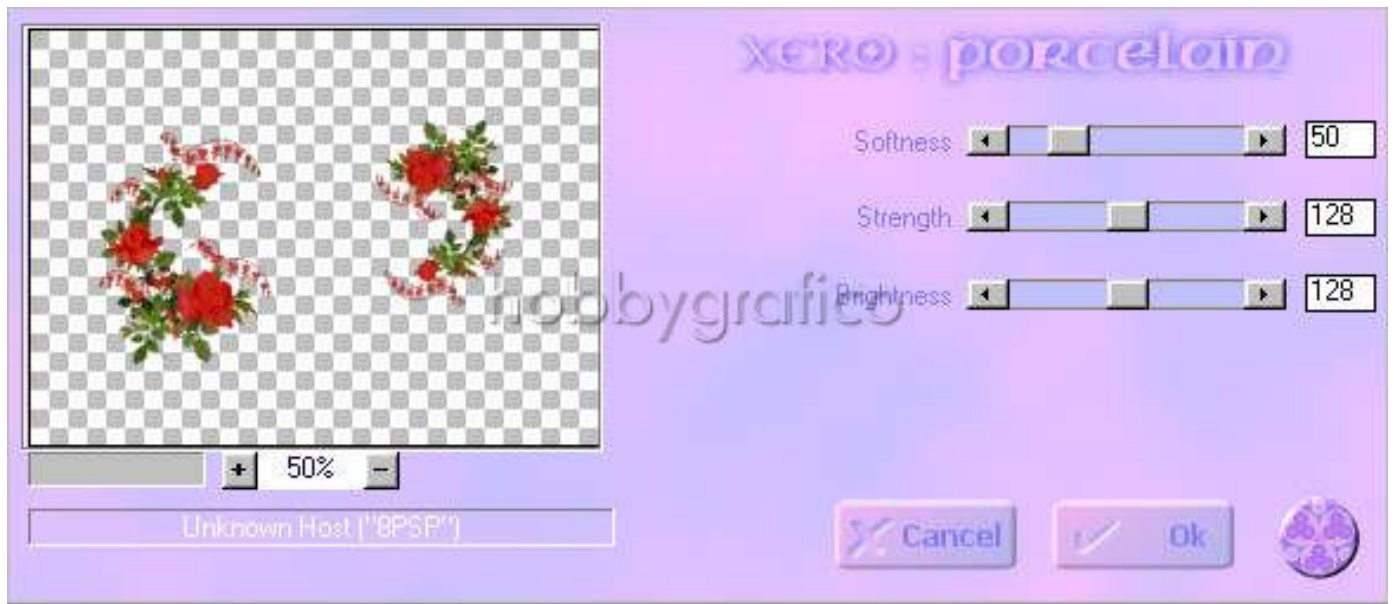 XERO : PORCELAIN
Softness 50
Strength 128
Brightness 128
hobbygrafico
50%
Unknown Host ("8PSP")
Cancel
Ok